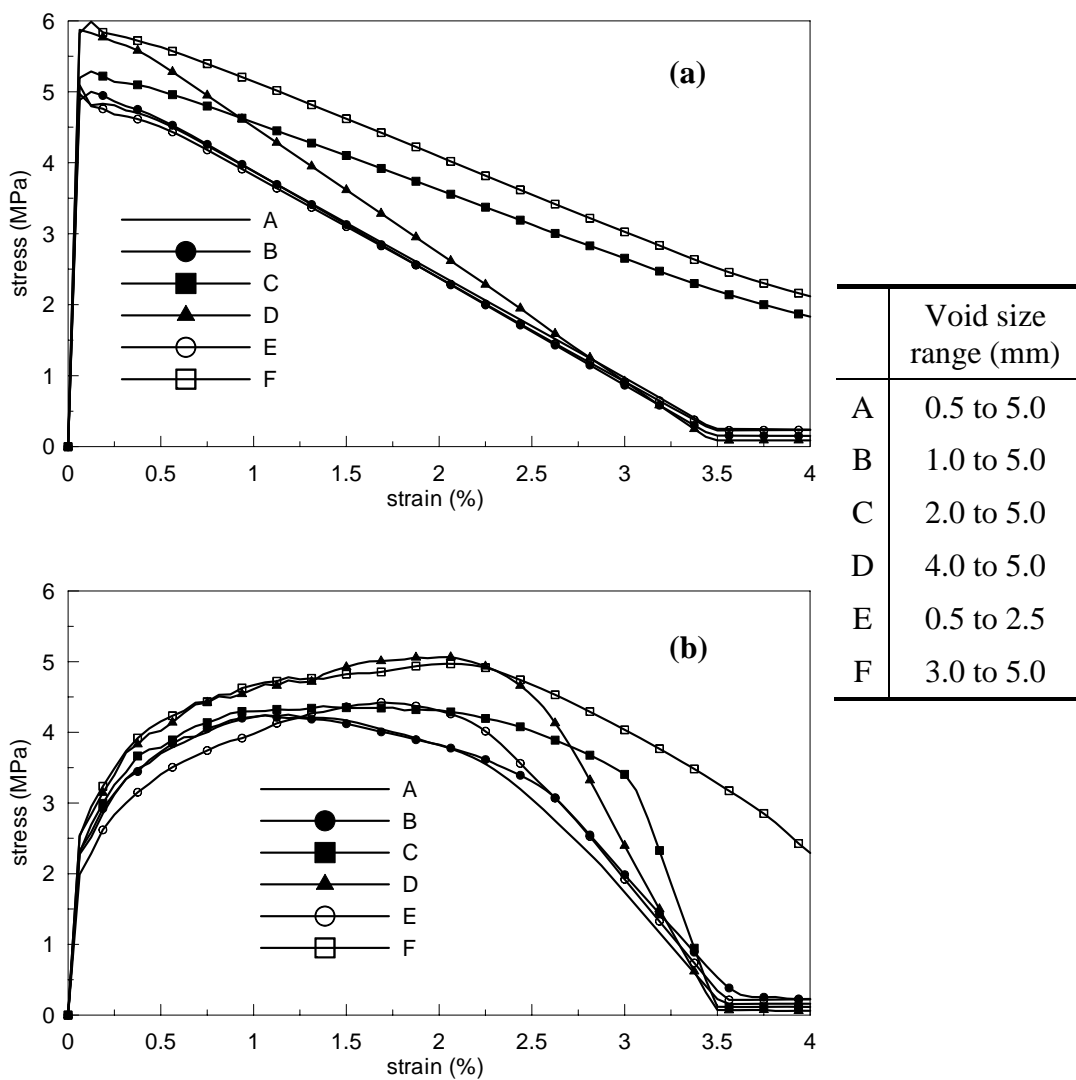 6
5
4
3
2
1
0
stress (MPa)
(a)
A
B
C
D
E
F
0 0.5 1 1.5 2 2.5 3 3.5 4
strain (%)
Void size
range (mm)
A 0.5 to 5.0
B 1.0 to 5.0
C 2.0 to 5.0
D 4.0 to 5.0
E 0.5 to 2.5
F 3.0 to 5.0
6
5
4
3
2
1
0
stress (MPa)
(b)
A
B
C
D
E
F
0 0.5 1 1.5 2 2.5 3 3.5 4
strain (%)